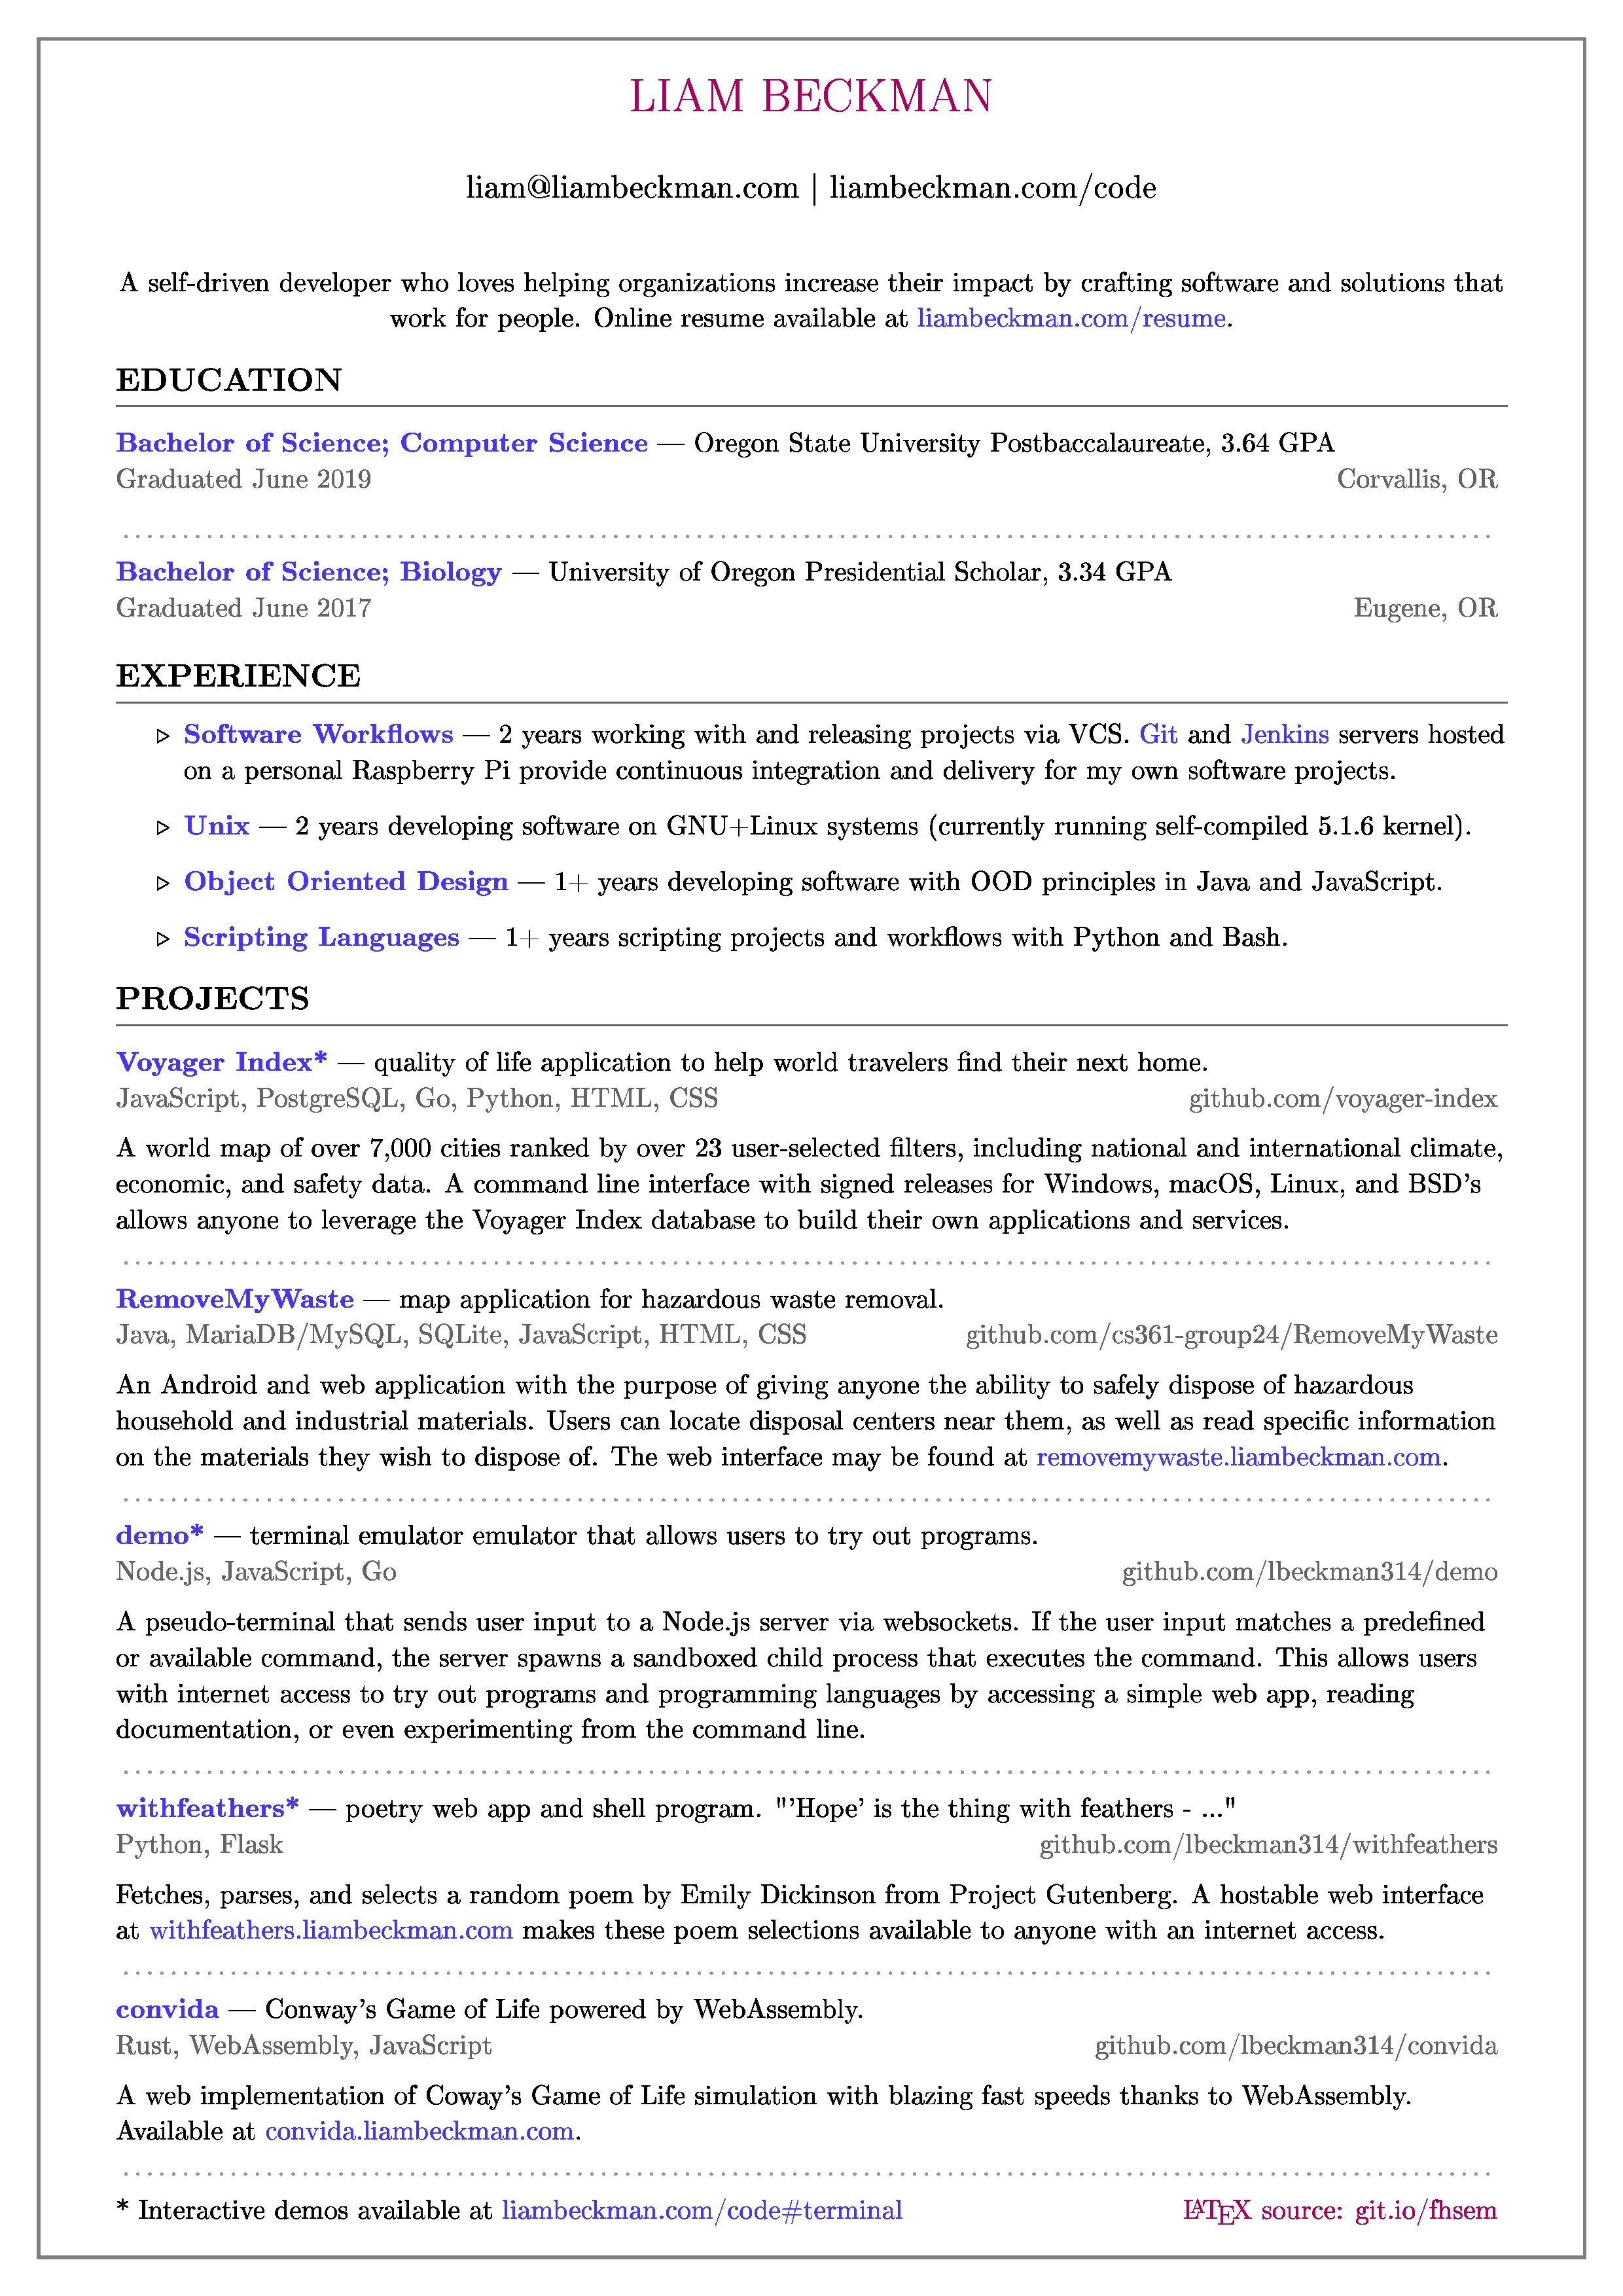 LIAM BECKMAN
liam@liambeckman.com | liambeckman.com/code
A self-driven developer who loves helping organizations increase their impact by crafting software and solutions that
work for people. Online resume available at liambeckman.com/resume.
EDUCATION
Bachelor of Science; Computer Science — Oregon State University Postbaccalaureate, 3.64 GPA
Graduated June 2019 Corvallis, OR
Bachelor of Science; Biology — University of Oregon Presidential Scholar, 3.34 GPA
Graduated June 2017 Eugene, OR
EXPERIENCE
▷ Software Workflows — 2 years working with and releasing projects via VCS. Git and Jenkins servers hosted
on a personal Raspberry Pi provide continuous integration and delivery for my own software projects.
▷ Unix — 2 years developing software on GNU+Linux systems (currently running self-compiled 5.1.6 kernel).
▷ Object Oriented Design — 1+ years developing software with OOD principles in Java and JavaScript.
▷ Scripting Languages — 1+ years scripting projects and workflows with Python and Bash.
PROJECTS
Voyager Index* — quality of life application to help world travelers find their next home.
JavaScript, PostgreSQL, Go, Python, HTML, CSS github.com/voyager-index
A world map of over 7,000 cities ranked by over 23 user-selected filters, including national and international climate,
economic, and safety data. A command line interface with signed releases for Windows, macOS, Linux, and BSD's
allows anyone to leverage the Voyager Index database to build their own applications and services.
RemoveMyWaste — map application for hazardous waste removal.
Java, MariaDB/MySQL, SQLite, JavaScript, HTML, CSS github.com/cs361-group24/RemoveMyWaste
An Android and web application with the purpose of giving anyone the ability to safely dispose of hazardous
household and industrial materials. Users can locate disposal centers near them, as well as read specific information
on the materials they wish to dispose of. The web interface may be found at removemywaste.liambeckman.com.
demo* — terminal emulator emulator that allows users to try out programs.
Node.js, JavaScript, Go github.com/lbeckman314/demo
A pseudo-terminal that sends user input to a Node.js server via websockets. If the user input matches a predefined
or available command, the server spawns a sandboxed child process that executes the command. This allows users
with internet access to try out programs and programming languages by accessing a simple web app, reading
documentation, or even experimenting from the command line.
withfeathers* — poetry web app and shell program. "'Hope' is the thing with feathers - ..."
Python, Flask github.com/lbeckman314/withfeathers
Fetches, parses, and selects a random poem by Emily Dickinson from Project Gutenberg. A hostable web interface
at withfeathers.liambeckman.com makes these poem selections available to anyone with an internet access.
convida — Conway's Game of Life powered by WebAssembly.
Rust, WebAssembly, JavaScript github.com/lbeckman314/convida
A web implementation of Coway's Game of Life simulation with blazing fast speeds thanks to WebAssembly.
Available at convida.liambeckman.com.
* Interactive demos available at liambeckman.com/code#terminal LATEX source: git.io/fhsem